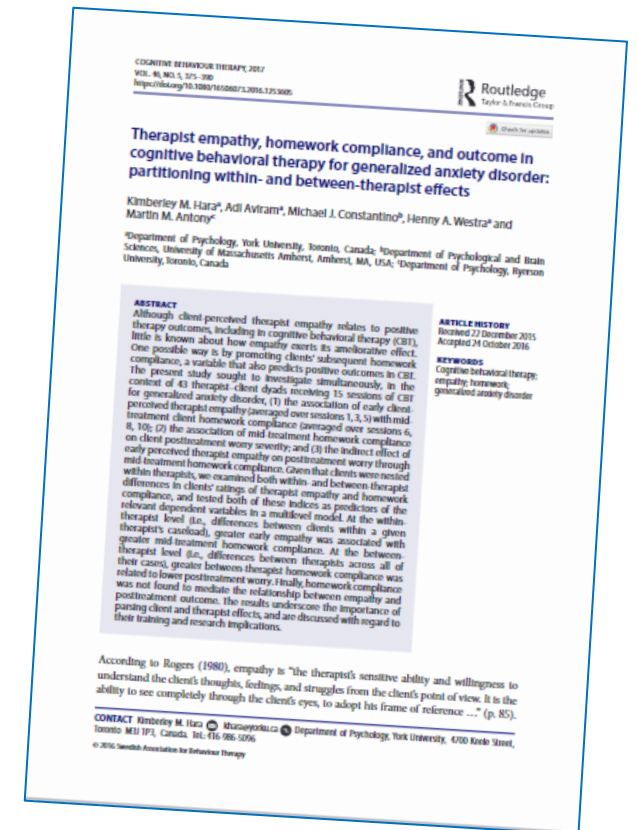 COGNITIVE BEHAVIOUR THERAPY, 2017
VOL. 46, NO. 5, 375–390
https://doi.org/10.1080/16506073.2016.1253605
Routledge
Taylor & Francis Group
Check for updates
Therapist empathy, homework compliance, and outcome in
cognitive behavioral therapy for generalized anxiety disorder:
partitioning within- and between-therapist effects
Kimberley M. Haraᵃ, Adi Aviramᵃ, Michael J. Constantinoᵇ, Henny A. Westraᵃ and
Martin M. Antonyᶜ
ᵃDepartment of Psychology, York University, Toronto, Canada; ᵇDepartment of Psychological and Brain
Sciences, University of Massachusetts Amherst, Amherst, MA, USA; ᶜDepartment of Psychology, Ryerson
University, Toronto, Canada
ABSTRACT
Although client-perceived therapist empathy relates to positive
therapy outcomes, including in cognitive behavioral therapy (CBT),
little is known about how empathy exerts its ameliorative effect.
One possible way is by promoting clients' subsequent homework
compliance, a variable that also predicts positive outcomes in CBT.
The present study sought to investigate simultaneously, in the
context of 43 therapist–client dyads receiving 15 sessions of CBT
for generalized anxiety disorder, (1) the association of early client-
perceived therapist empathy (averaged over sessions 1, 3, 5) with mid-
treatment client homework compliance (averaged over sessions 6,
8, 10); (2) the association of mid-treatment homework compliance
on client posttreatment worry severity; and (3) the indirect effect of
early perceived therapist empathy on posttreatment worry through
mid-treatment homework compliance. Given that clients were nested
within therapists, we examined both within- and between-therapist
differences in clients' ratings of therapist empathy and homework
compliance, and tested both of these indices as predictors of the
relevant dependent variables in a multilevel model. At the within-
therapist level (i.e., differences between clients within a given
therapist's caseload), greater early empathy was associated with
greater mid-treatment homework compliance. At the between-
therapist level (i.e., differences between therapists across all of
their cases), greater between-therapist homework compliance was
related to lower posttreatment worry. Finally, homework compliance
was not found to mediate the relationship between empathy and
posttreatment outcome. The results underscore the importance of
parsing client and therapist effects, and are discussed with regard to
their training and research implications.
ARTICLE HISTORY
Received 22 December 2015
Accepted 24 October 2016
KEYWORDS
Cognitive behavioral therapy;
empathy; homework;
generalized anxiety disorder
According to Rogers (1980), empathy is "the therapist's sensitive ability and willingness to
understand the client's thoughts, feelings, and struggles from the client's point of view. It is the
ability to see completely through the client's eyes, to adopt his frame of reference …" (p. 85).
CONTACT Kimberley M. Hara khara@yorku.ca Department of Psychology, York University, 4700 Keele Street,
Toronto M3J 1P3, Canada. Tel.: 416-986-5096
© 2016 Swedish Association for Behaviour Therapy